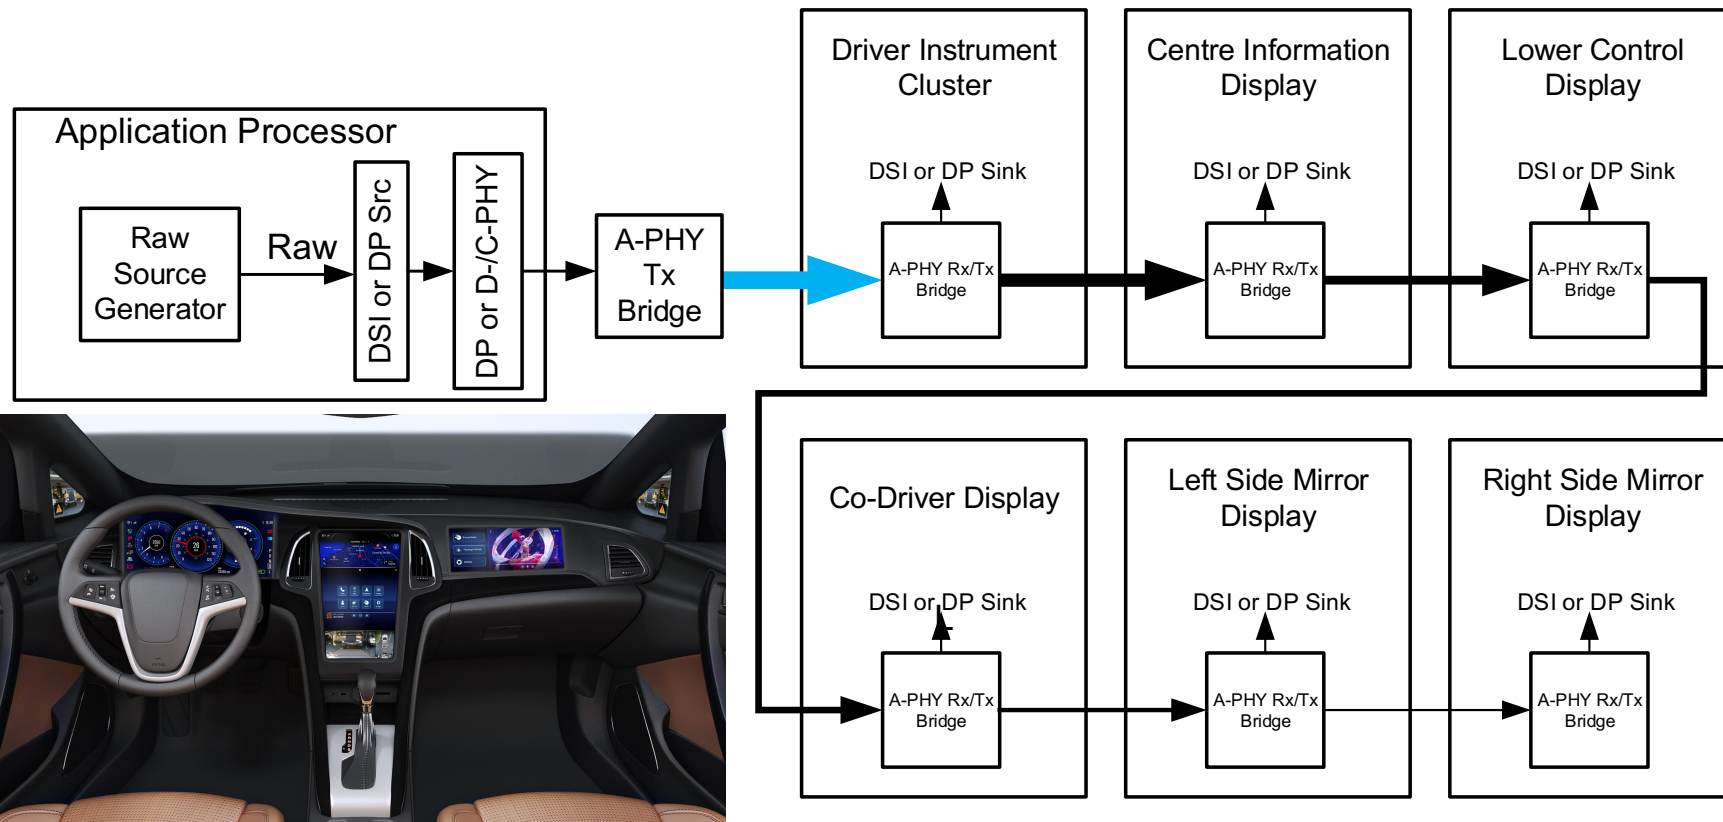 Application Processor
Raw
Source
Generator
Raw
DSI or DP Src
DP or D-/C-PHY
A-PHY
Tx
Bridge
Driver Instrument
Cluster
DSI or DP Sink
A-PHY Rx/Tx
Bridge
Centre Information
Display
DSI or DP Sink
A-PHY Rx/Tx
Bridge
Lower Control
Display
DSI or DP Sink
A-PHY Rx/Tx
Bridge
Co-Driver Display
DSI or DP Sink
A-PHY Rx/Tx
Bridge
Left Side Mirror
Display
DSI or DP Sink
A-PHY Rx/Tx
Bridge
Right Side Mirror
Display
DSI or DP Sink
A-PHY Rx/Tx
Bridge